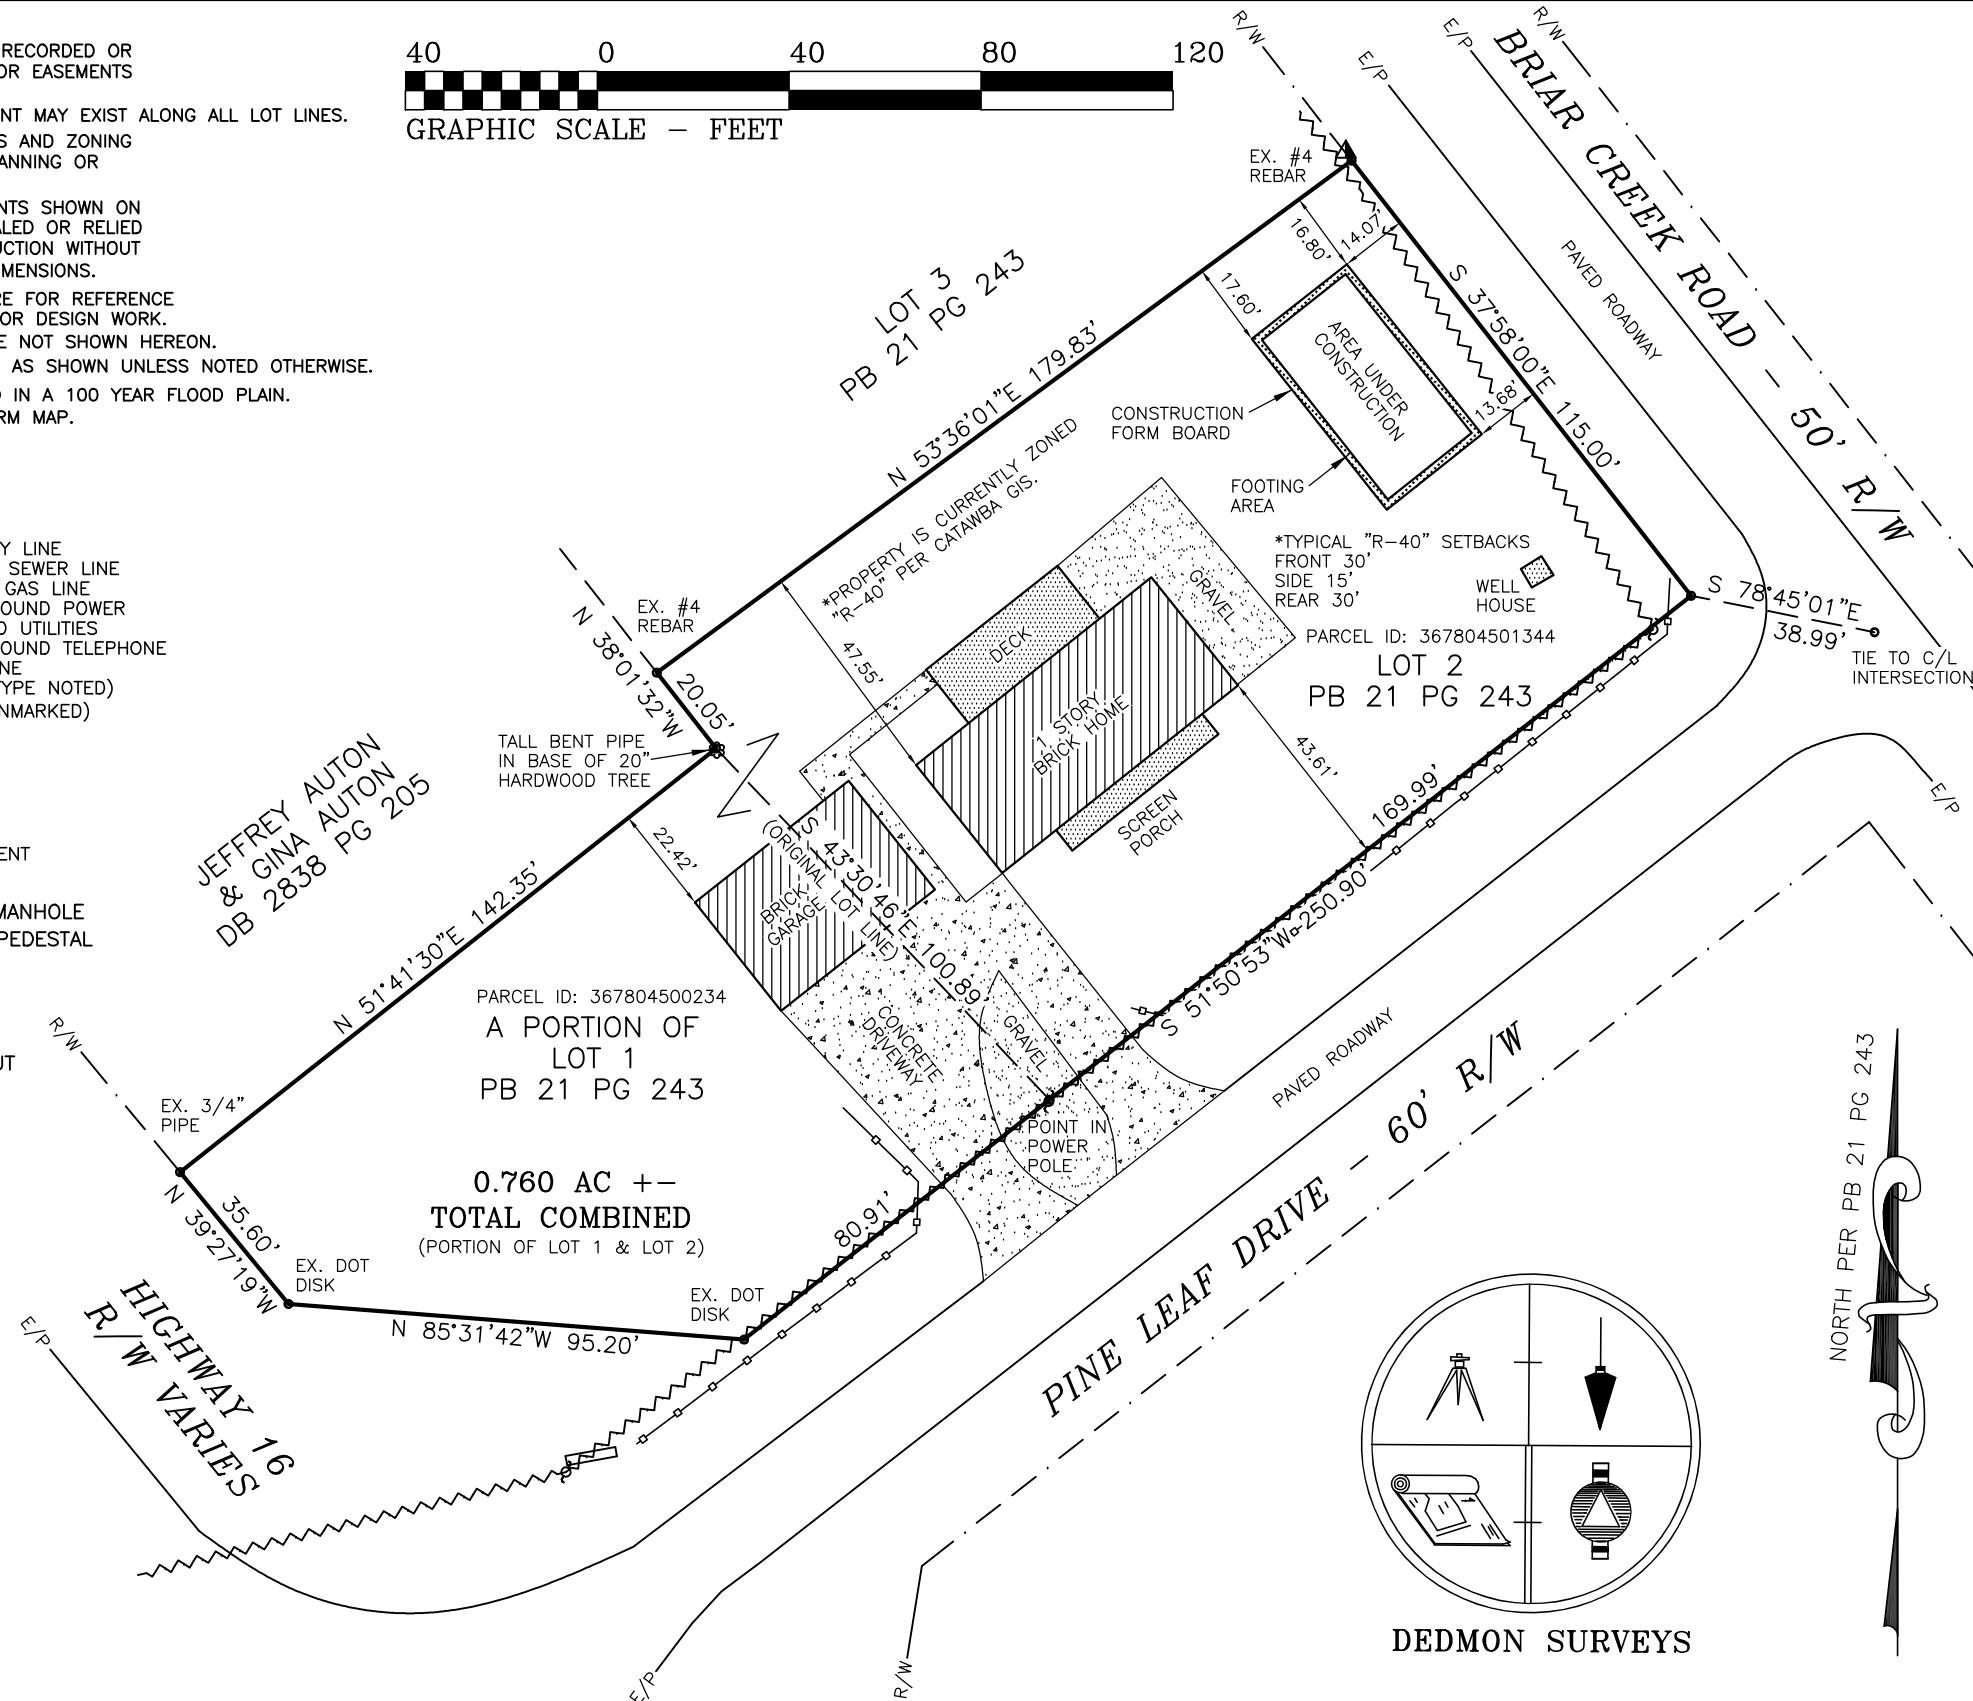 RECORDED OR
OR EASEMENTS
NT MAY EXIST ALONG ALL LOT LINES.
S AND ZONING
ANNING OR
NTS SHOWN ON
ALED OR RELIED
UCTION WITHOUT
IMENSIONS.
RE FOR REFERENCE
OR DESIGN WORK.
E NOT SHOWN HEREON.
AS SHOWN UNLESS NOTED OTHERWISE.
IN A 100 YEAR FLOOD PLAIN.
RM MAP.
Y LINE
SEWER LINE
GAS LINE
OUND POWER
D UTILITIES
OUND TELEPHONE
NE
TYPE NOTED)
NMARKED)
ENT
MANHOLE
PEDESTAL
UT
40 0 40 80 120
GRAPHIC SCALE - FEET
R/W
E/P
E/P
R/W
BRIAR CREEK ROAD - 50' R/W
PAVED ROADWAY
EX. #4
REBAR
16.80'
14.07'
17.60'
S 37°58'00"E 115.00'
LOT 3
PB 21 PG 243
N 53°36'01"E 179.83'
AREA UNDER
CONSTRUCTION
13.68'
CONSTRUCTION
FORM BOARD
FOOTING
AREA
*PROPERTY IS CURRENTLY ZONED
"R-40" PER CATAWBA GIS.
*TYPICAL "R-40" SETBACKS
FRONT 30'
SIDE 15'
REAR 30'
WELL
HOUSE
PARCEL ID: 367804501344
LOT 2
PB 21 PG 243
S 78°45'01"E
38.99'
TIE TO C/L
INTERSECTION
GRAVEL
DECK
1 STORY
BRICK HOME
SCREEN
PORCH
47.55'
43.61'
EX. #4
REBAR
N 38°01'32"W
20.05'
TALL BENT PIPE
IN BASE OF 20"
HARDWOOD TREE
JEFFREY AUTON
& GINA AUTON
DB 2838 PG 205
22.42'
BRICK
GARAGE
S 43°30'46"E 100.89'
(ORIGINAL LOT LINE)
169.99'
S 51°50'53"W 250.90'
E/P
N 51°41'30"E 142.35'
PARCEL ID: 367804500234
A PORTION OF
LOT 1
PB 21 PG 243
CONCRETE
DRIVEWAY
GRAVEL
POINT IN
POWER
POLE
PAVED ROADWAY
R/W
EX. 3/4"
PIPE
0.760 AC +-
TOTAL COMBINED
(PORTION OF LOT 1 & LOT 2)
80.91'
35.60'
N 39°27'19"W
EX. DOT
DISK
EX. DOT
DISK
N 85°31'42"W 95.20'
E/P
HIGHWAY 16
R/W VARIES
PINE LEAF DRIVE - 60' R/W
E/P
R/W
NORTH PER PB 21 PG 243
DEDMON SURVEYS